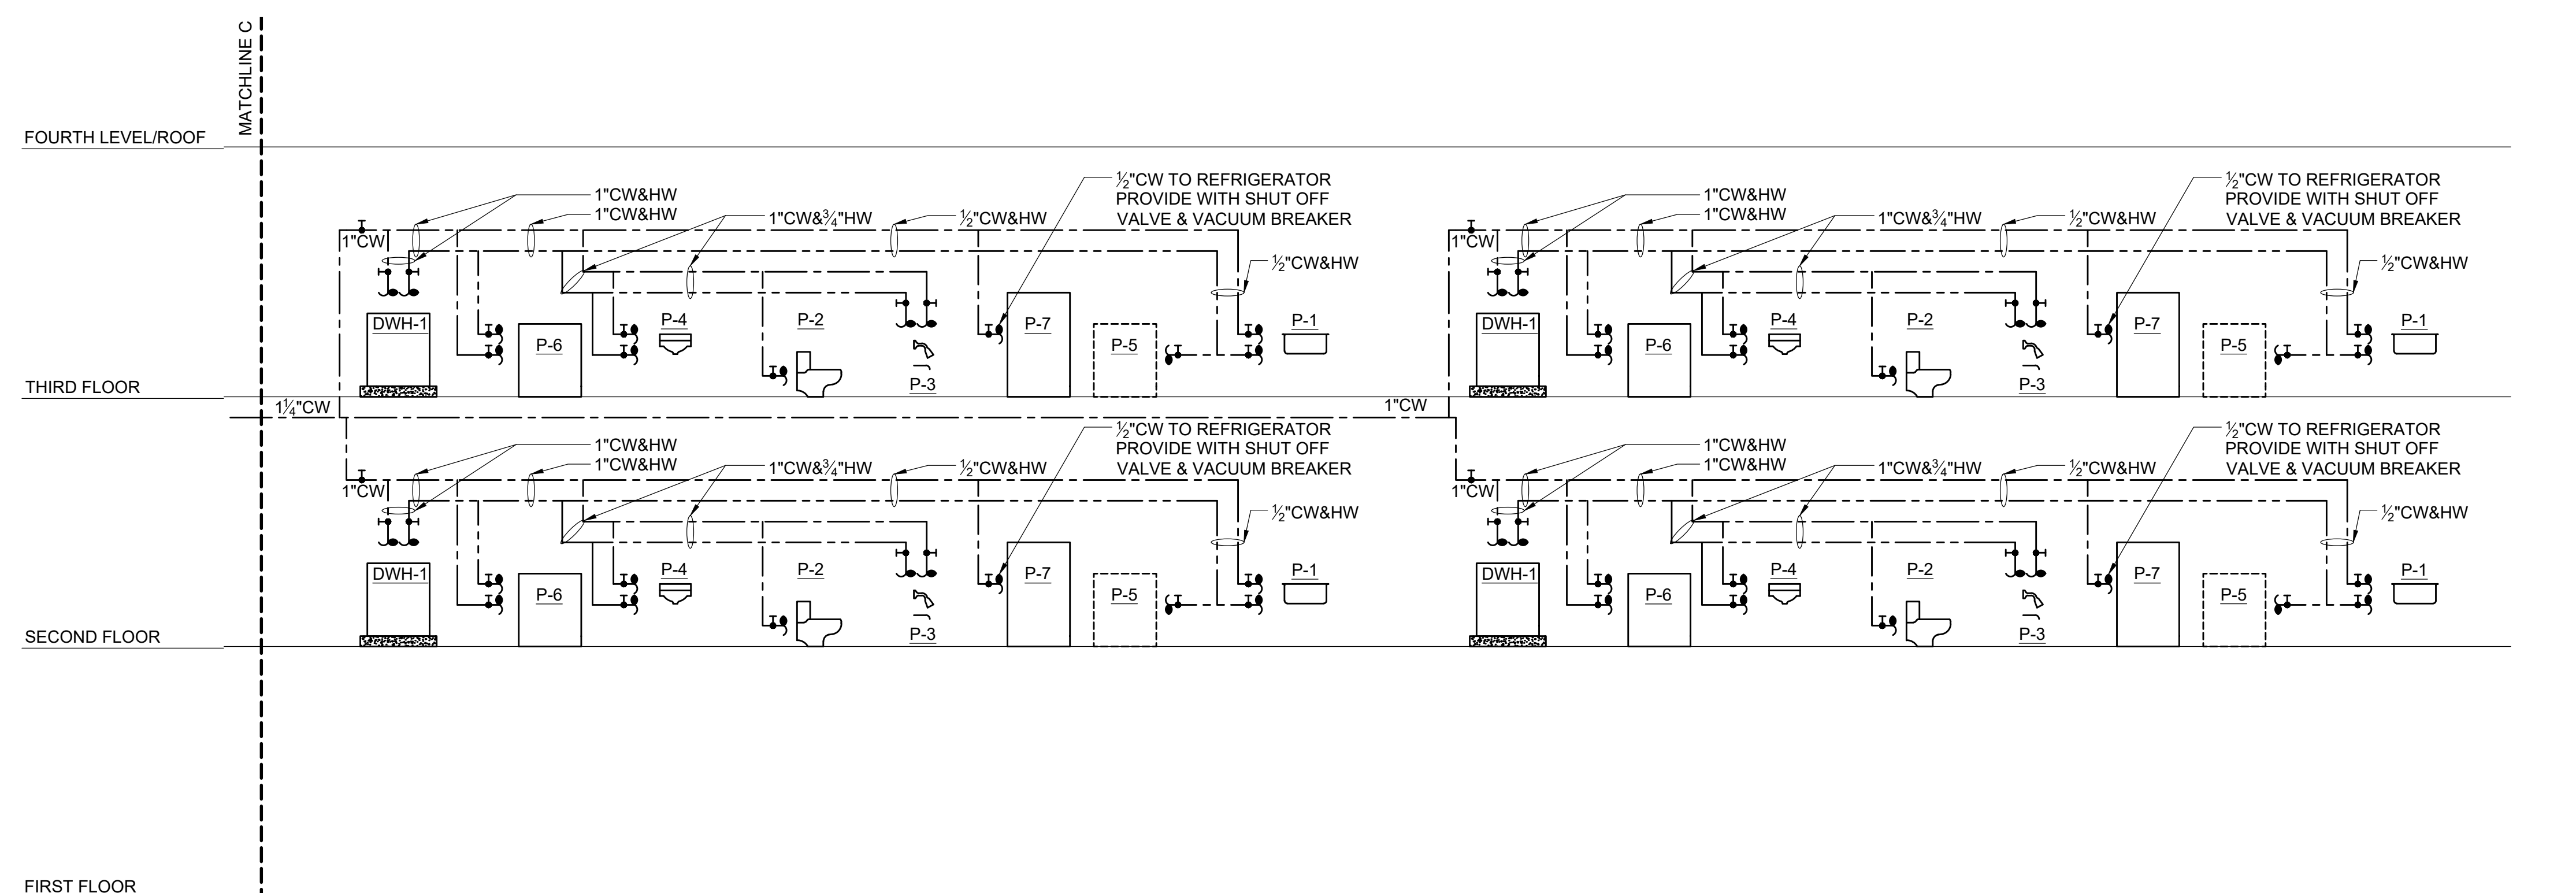 MATCHLINE C
FOURTH LEVEL/ROOF
1"CW&HW
1"CW&HW
1"CW&¾"HW
½"CW&HW
½"CW TO REFRIGERATOR
PROVIDE WITH SHUT OFF
VALVE & VACUUM BREAKER
1"CW
½"CW&HW
DWH-1
P-6
P-4
P-2
P-3
P-7
P-5
P-1
1"CW&HW
1"CW&HW
1"CW&¾"HW
½"CW&HW
½"CW TO REFRIGERATOR
PROVIDE WITH SHUT OFF
VALVE & VACUUM BREAKER
1"CW
½"CW&HW
DWH-1
P-6
P-4
P-2
P-3
P-7
P-5
P-1
THIRD FLOOR
1¼"CW
1"CW
1"CW&HW
1"CW&HW
1"CW&¾"HW
½"CW&HW
½"CW TO REFRIGERATOR
PROVIDE WITH SHUT OFF
VALVE & VACUUM BREAKER
1"CW
½"CW&HW
DWH-1
P-6
P-4
P-2
P-3
P-7
P-5
P-1
1"CW&HW
1"CW&HW
1"CW&¾"HW
½"CW&HW
½"CW TO REFRIGERATOR
PROVIDE WITH SHUT OFF
VALVE & VACUUM BREAKER
1"CW
½"CW&HW
DWH-1
P-6
P-4
P-2
P-3
P-7
P-5
P-1
SECOND FLOOR
FIRST FLOOR